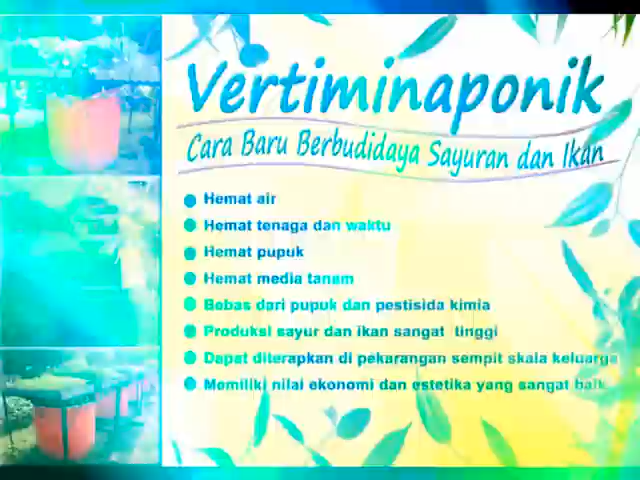 Vertiminaponik
Cara Baru Berbudidaya Sayuran dan Ikan
Hemat air
Hemat tenaga dan waktu
Hemat pupuk
Hemat media tanam
Bebas dari pupuk dan pestisida kimia
Produksi sayur dan ikan sangat tinggi
Dapat diterapkan di pekarangan sempit skala keluarga
Memiliki nilai ekonomi dan estetika yang sangat baik